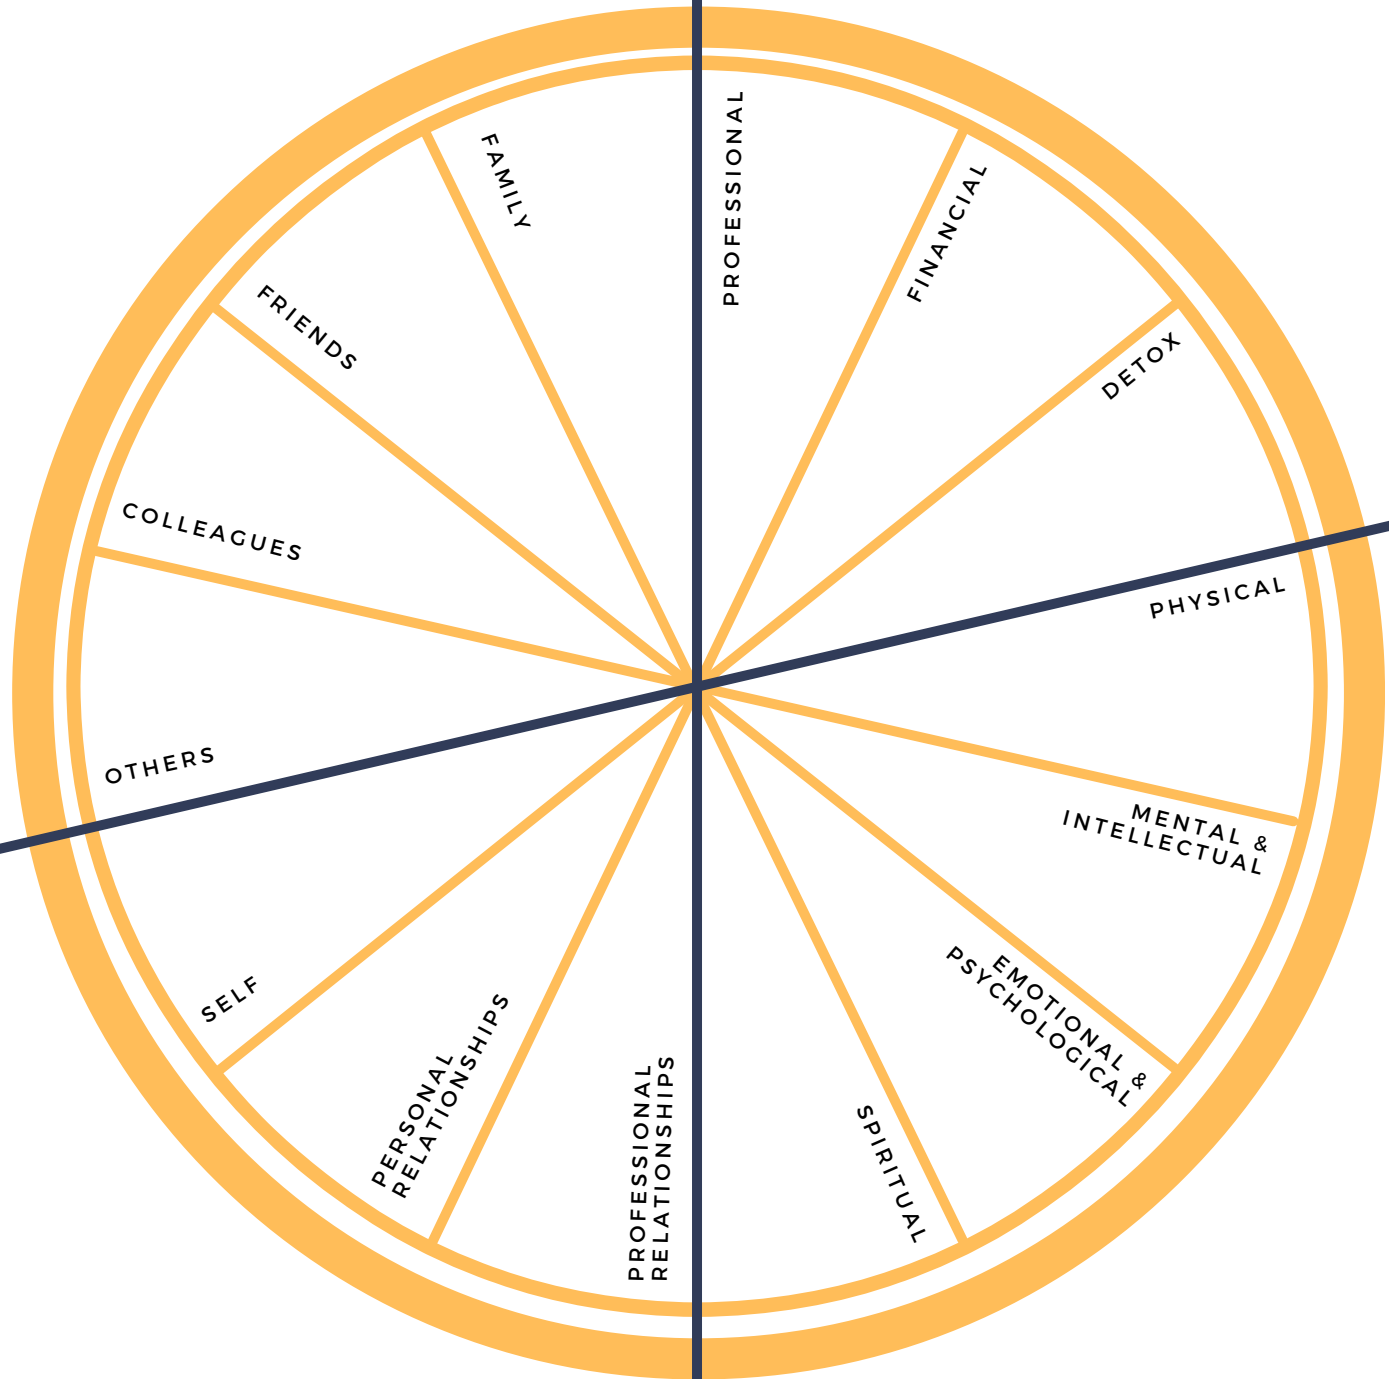 PROFESSIONAL
FINANCIAL
DETOX
PHYSICAL
MENTAL &
INTELLECTUAL
EMOTIONAL &
PSYCHOLOGICAL
SPIRITUAL
PROFESSIONAL
RELATIONSHIPS
PERSONAL
RELATIONSHIPS
SELF
OTHERS
COLLEAGUES
FRIENDS
FAMILY